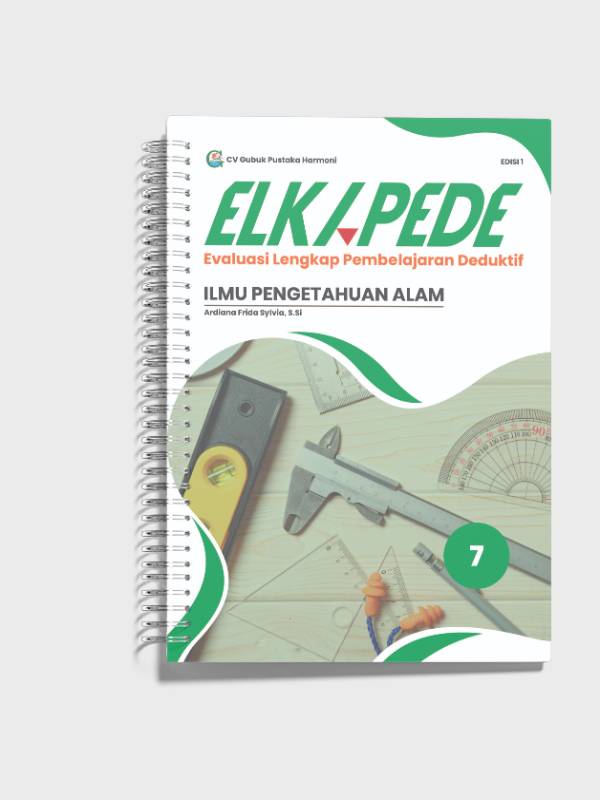 CV Gubuk Pustaka Harmoni
EDISI 1
ELKAPEDE
Evaluasi Lengkap Pembelajaran Deduktif
ILMU PENGETAHUAN ALAM
Ardiana Frida Sylvia, S.Si
7